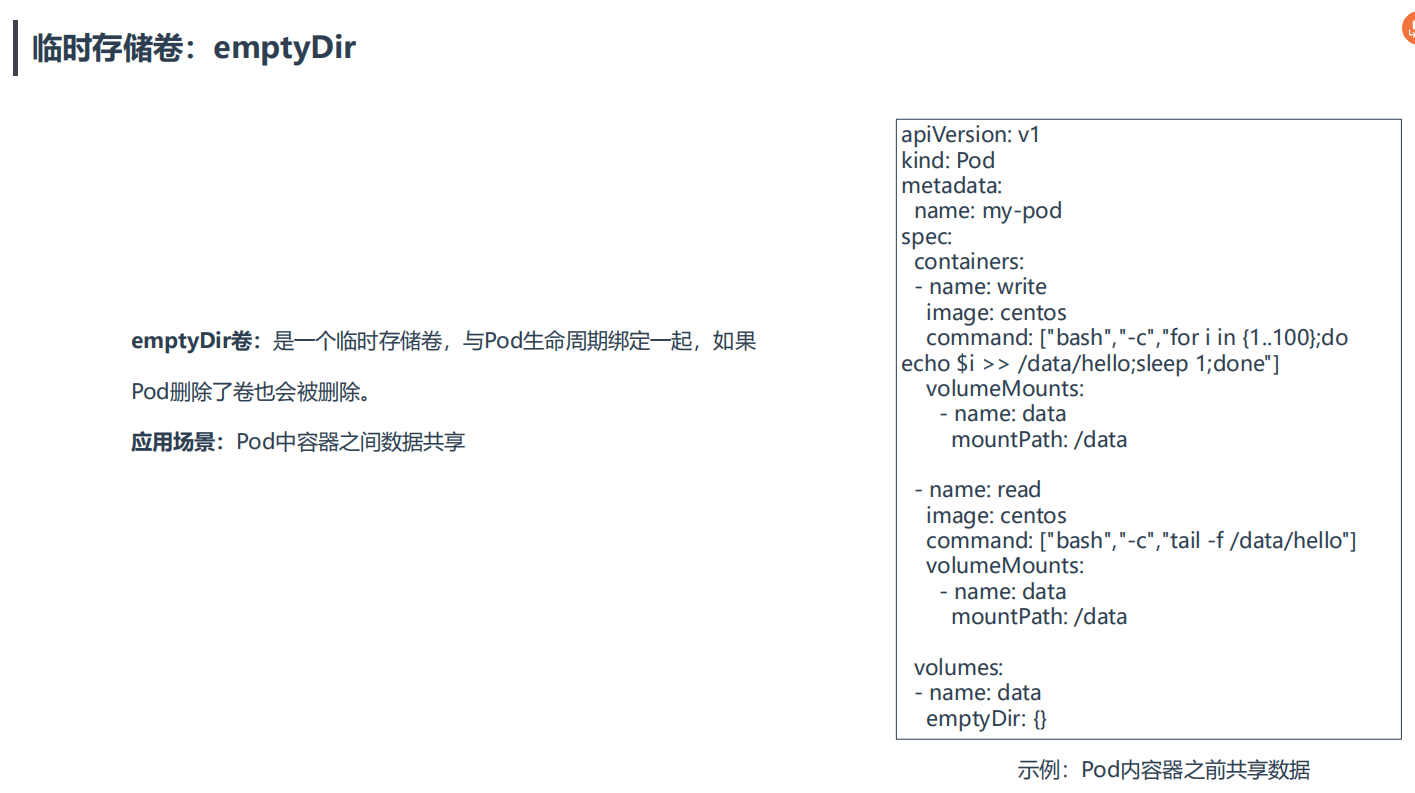 临时存储卷：emptyDir
emptyDir卷：是一个临时存储卷，与Pod生命周期绑定一起，如果
Pod删除了卷也会被删除。
应用场景：Pod中容器之间数据共享
apiVersion: v1
kind: Pod
metadata:
  name: my-pod
spec:
  containers:
  - name: write
    image: centos
    command: ["bash","-c","for i in {1..100};do
echo $i >> /data/hello;sleep 1;done"]
    volumeMounts:
      - name: data
        mountPath: /data
  - name: read
    image: centos
    command: ["bash","-c","tail -f /data/hello"]
    volumeMounts:
      - name: data
        mountPath: /data
  volumes:
  - name: data
    emptyDir: {}
示例：Pod内容器之前共享数据